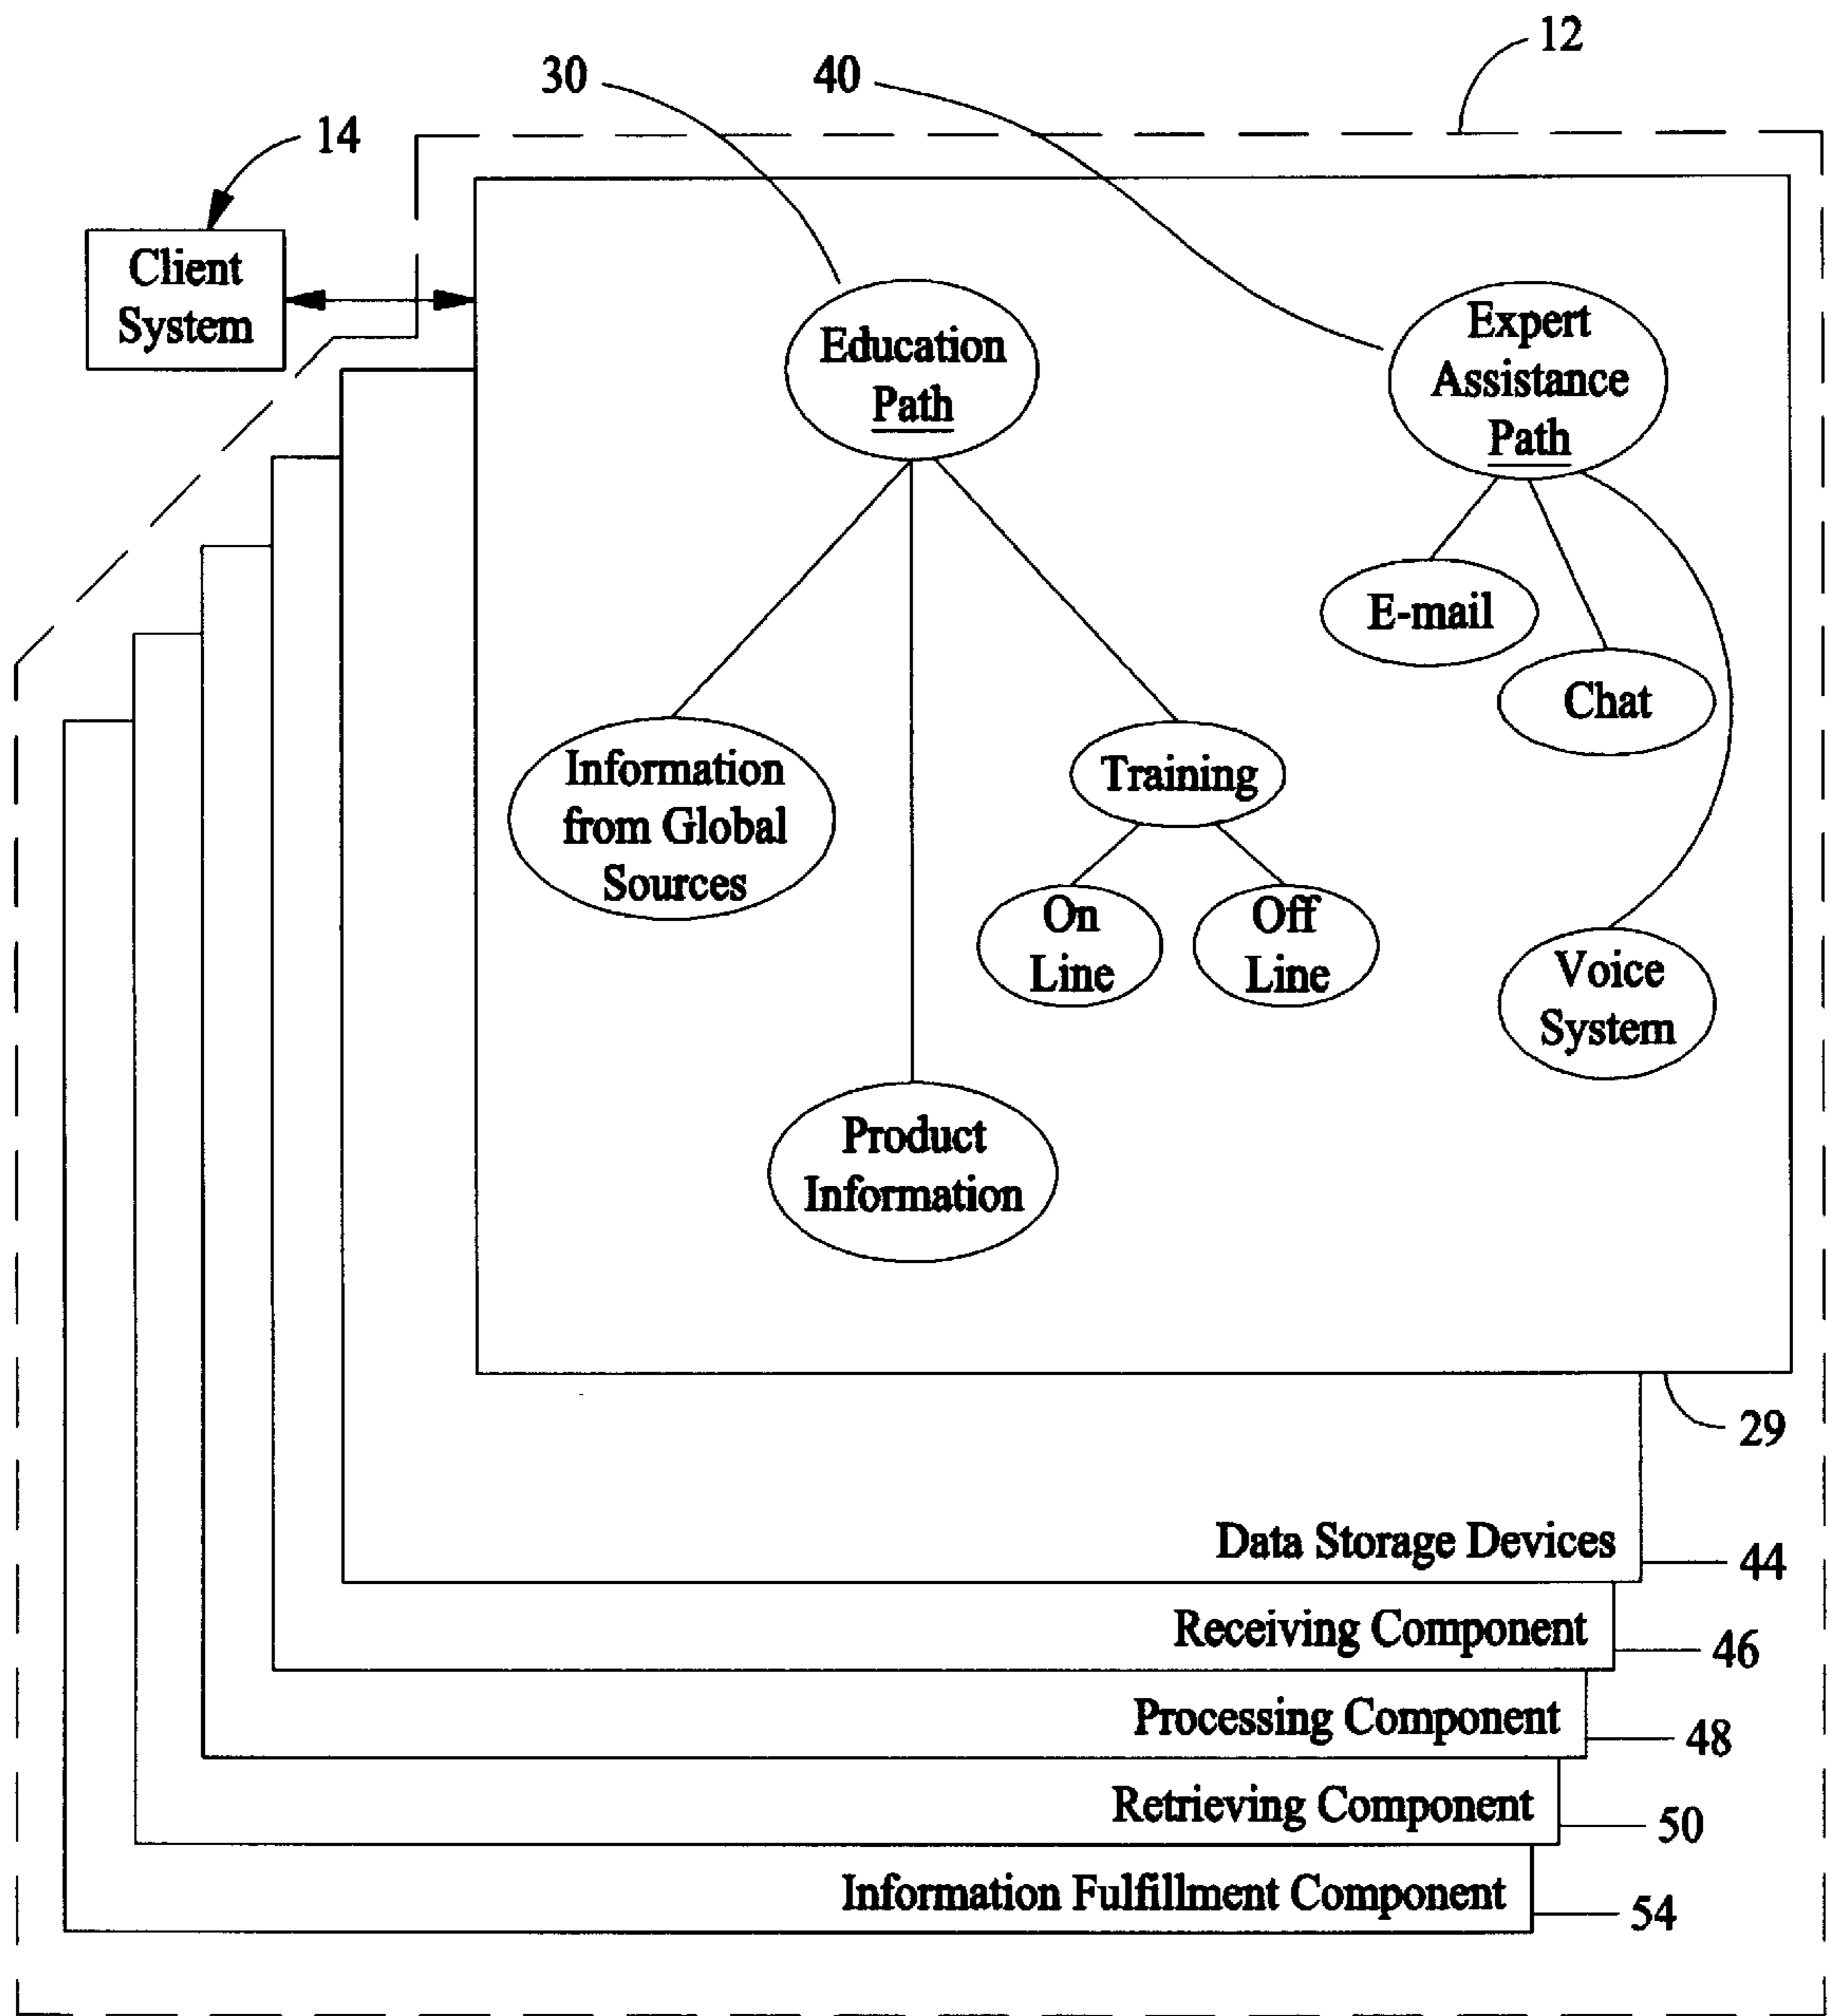 12
30
40
14
Client
System
Education
Path
Expert
Assistance
Path
E-mail
Chat
Information
from Global
Sources
Training
On
Line
Off
Line
Voice
System
Product
Information
29
Data Storage Devices
44
Receiving Component
46
Processing Component
48
Retrieving Component
50
Information Fulfillment Component
54